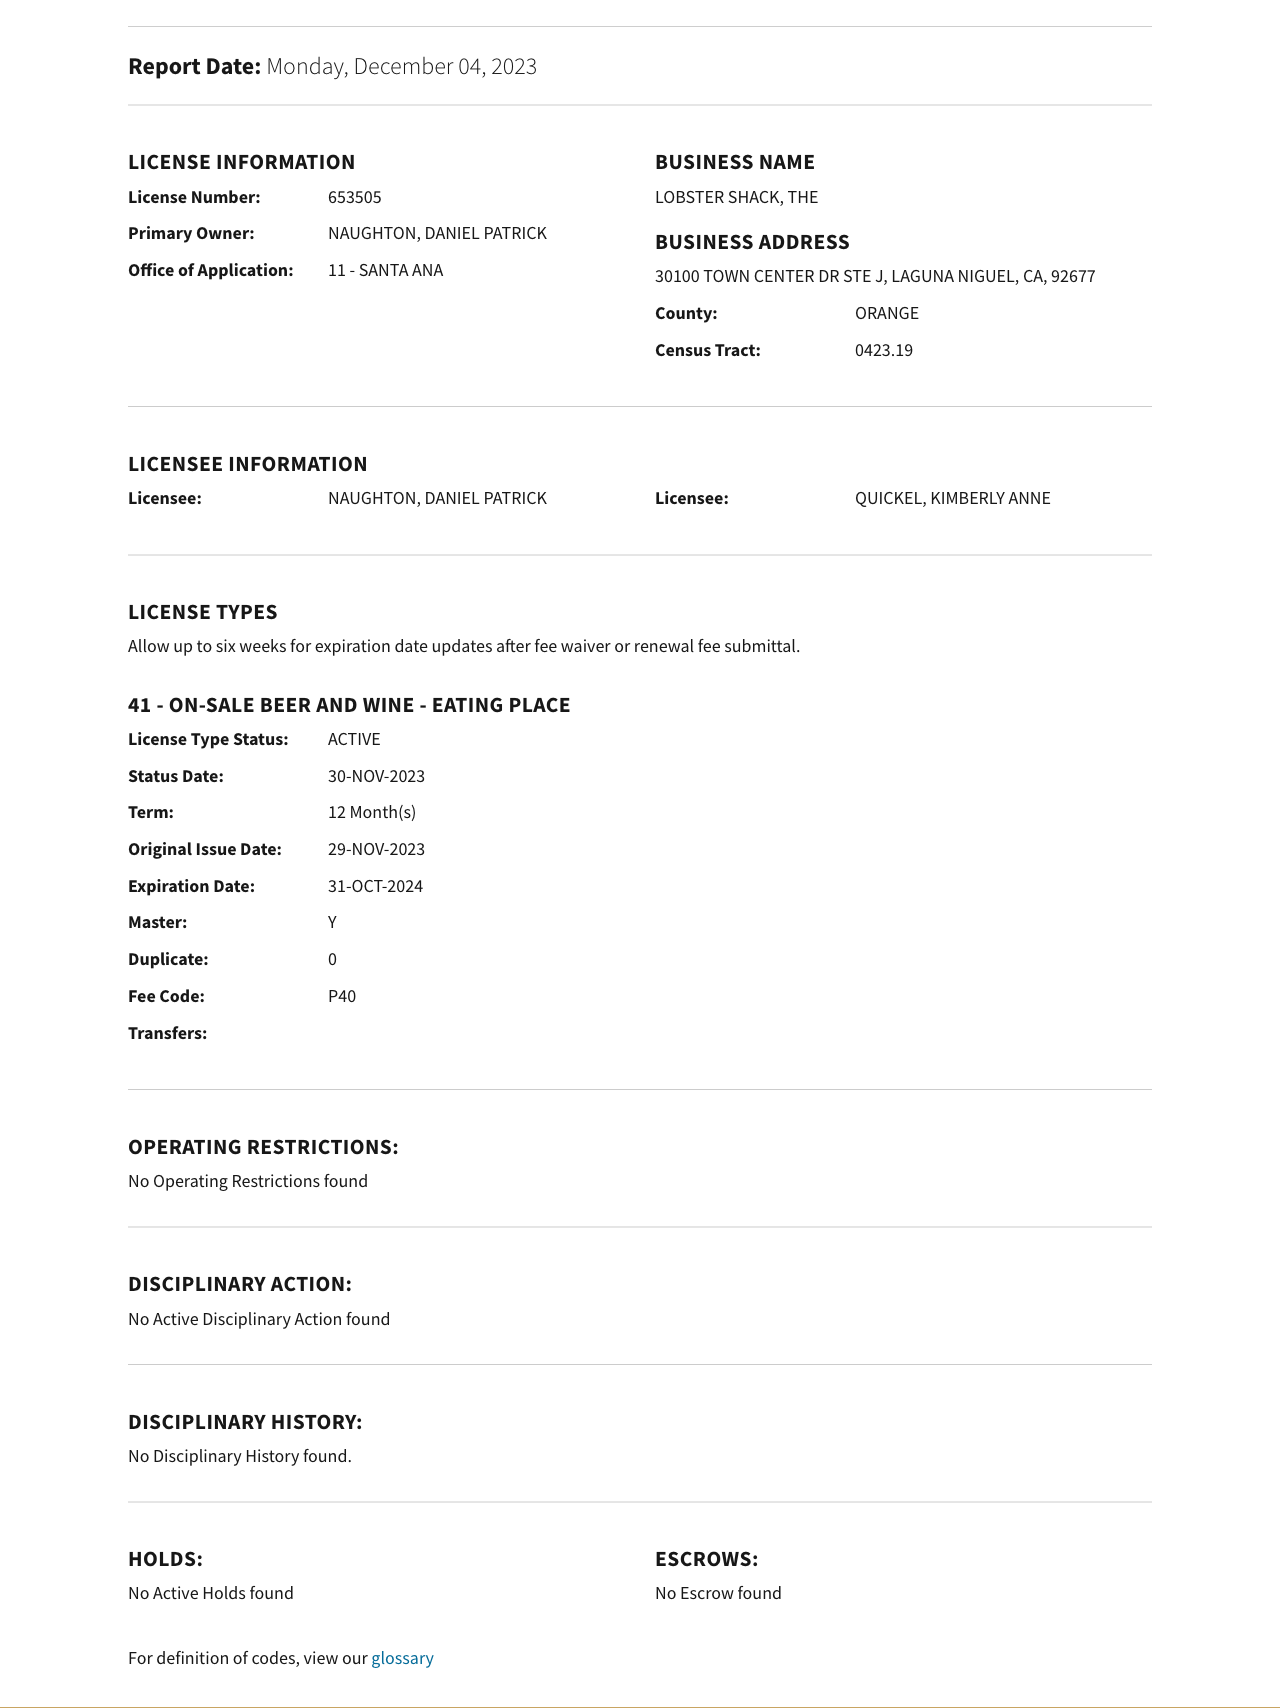 Report Date: Monday, December 04, 2023
LICENSE INFORMATION
License Number: 653505
Primary Owner: NAUGHTON, DANIEL PATRICK
Office of Application: 11 - SANTA ANA
BUSINESS NAME
LOBSTER SHACK, THE
BUSINESS ADDRESS
30100 TOWN CENTER DR STE J, LAGUNA NIGUEL, CA, 92677
County: ORANGE
Census Tract: 0423.19
LICENSEE INFORMATION
Licensee: NAUGHTON, DANIEL PATRICK
Licensee: QUICKEL, KIMBERLY ANNE
LICENSE TYPES
Allow up to six weeks for expiration date updates after fee waiver or renewal fee submittal.
41 - ON-SALE BEER AND WINE - EATING PLACE
License Type Status: ACTIVE
Status Date: 30-NOV-2023
Term: 12 Month(s)
Original Issue Date: 29-NOV-2023
Expiration Date: 31-OCT-2024
Master: Y
Duplicate: 0
Fee Code: P40
Transfers:
OPERATING RESTRICTIONS:
No Operating Restrictions found
DISCIPLINARY ACTION:
No Active Disciplinary Action found
DISCIPLINARY HISTORY:
No Disciplinary History found.
HOLDS:
No Active Holds found
ESCROWS:
No Escrow found
For definition of codes, view our glossary